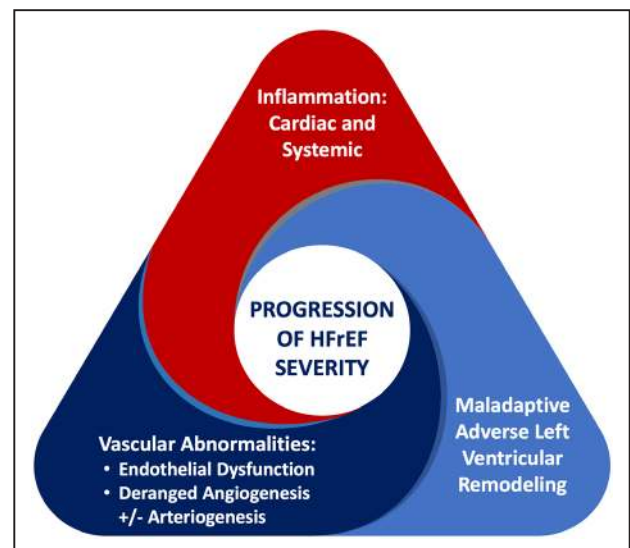 Inflammation:
Cardiac and
Systemic
PROGRESSION
OF HFrEF
SEVERITY
Maladaptive
Adverse Left
Ventricular
Remodeling
Vascular Abnormalities:
• Endothelial Dysfunction
• Deranged Angiogenesis
+/- Arteriogenesis